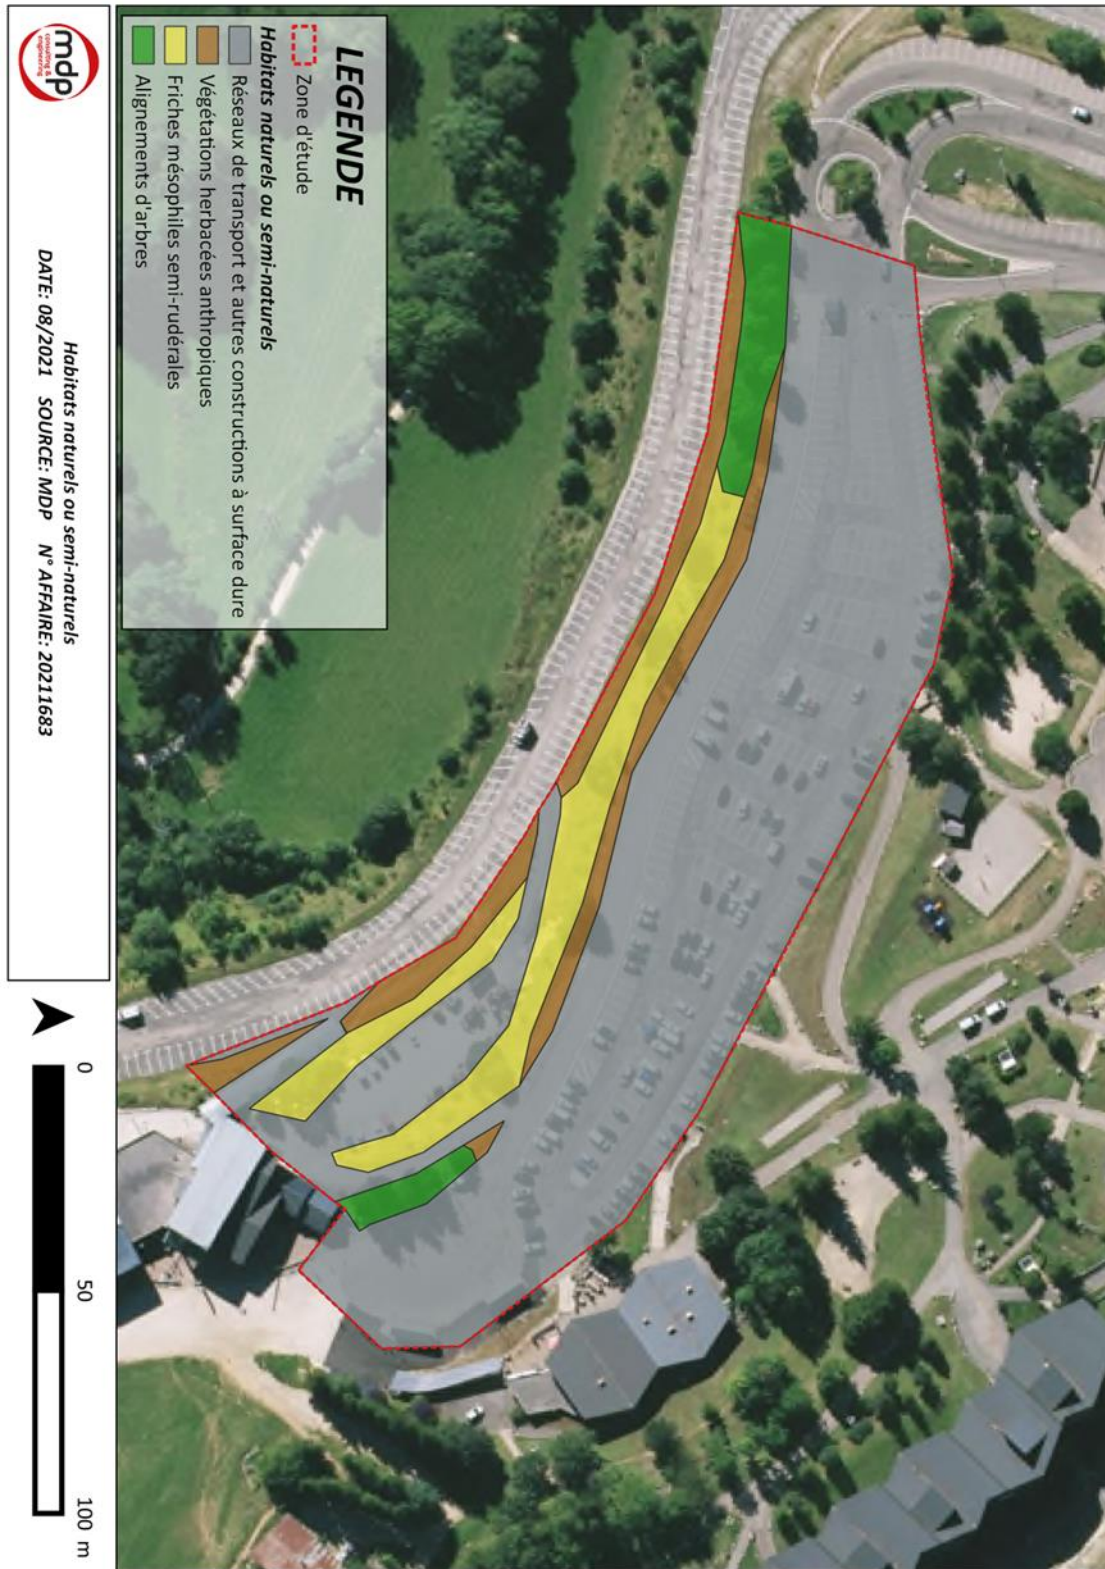 LEGENDE
Zone d'étude
Habitats naturels ou semi-naturels
Réseaux de transport et autres constructions à surface dure
Végétations herbacées anthropiques
Friches mésophiles semi-rudérales
Alignements d'arbres
mdp
consulting &
engineering
Habitats naturels ou semi-naturels
DATE: 08/2021 SOURCE: MDP N° AFFAIRE: 20211683
0 50 100 m